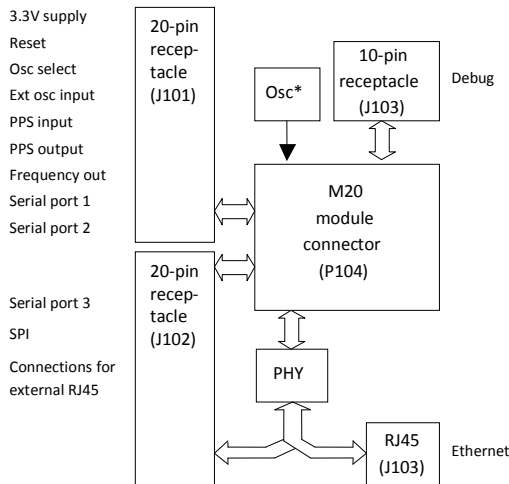 3.3V supply
Reset
Osc select
Ext osc input
PPS input
PPS output
Frequency out
Serial port 1
Serial port 2
20-pin
recep-
tacle
(J101)
Osc*
10-pin
receptacle
(J103)
Debug
M20
module
connector
(P104)
Serial port 3
SPI
Connections for
external RJ45
20-pin
recep-
tacle
(J102)
PHY
RJ45
(J103)
Ethernet